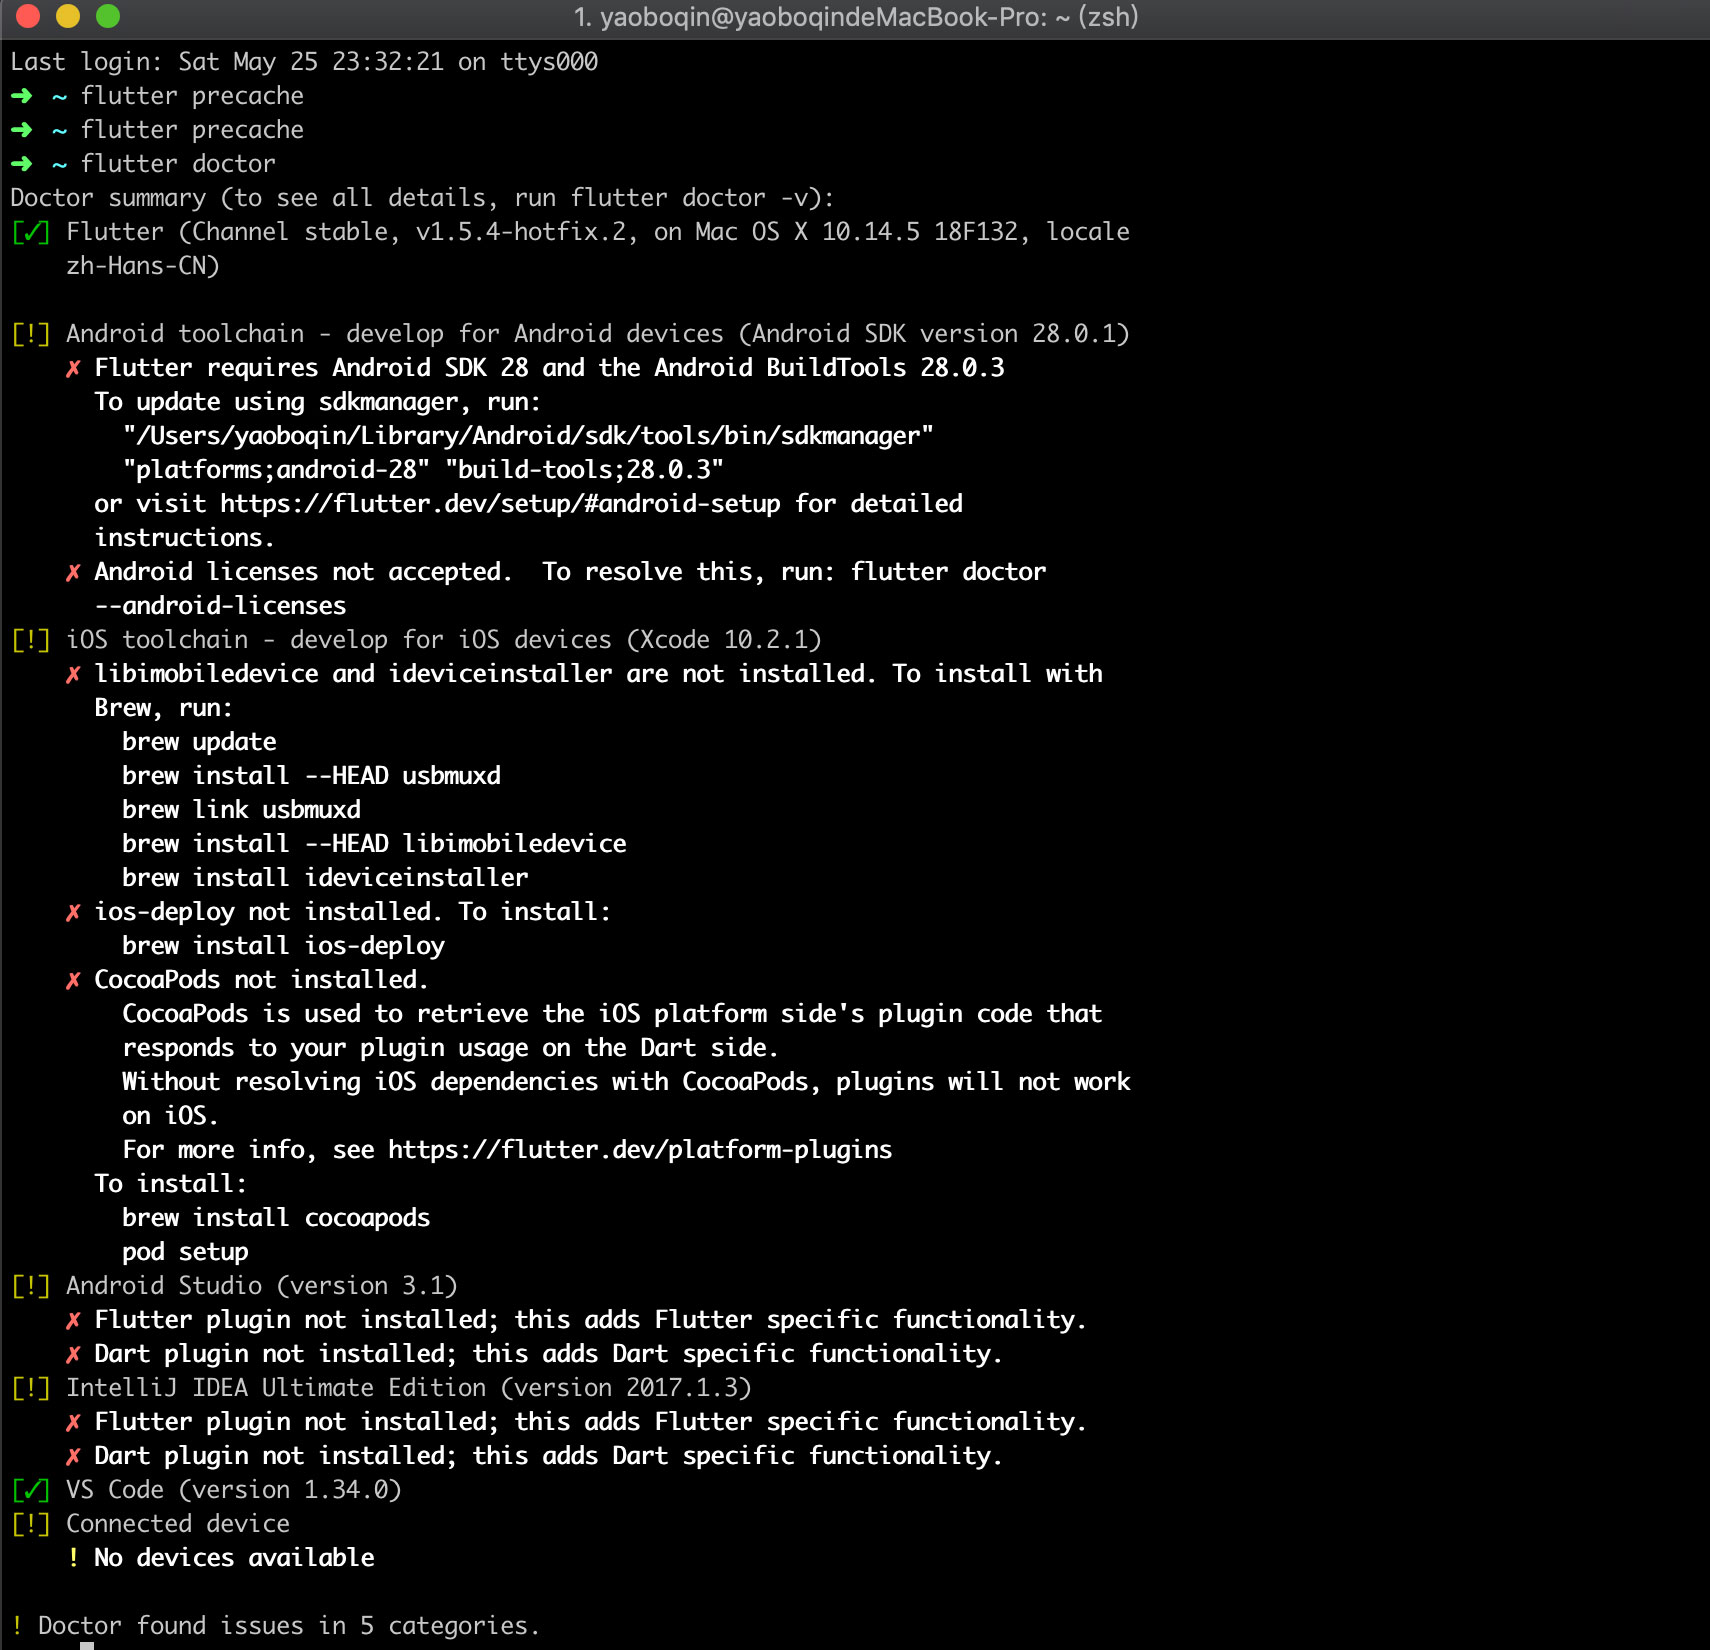 1. yaoboqin@yaoboqindeMacBook-Pro: ~ (zsh)
Last login: Sat May 25 23:32:21 on ttys000
➜  ~ flutter precache
➜  ~ flutter precache
➜  ~ flutter doctor
Doctor summary (to see all details, run flutter doctor -v):
[✓] Flutter (Channel stable, v1.5.4-hotfix.2, on Mac OS X 10.14.5 18F132, locale
    zh-Hans-CN)

[!] Android toolchain - develop for Android devices (Android SDK version 28.0.1)
    ✗ Flutter requires Android SDK 28 and the Android BuildTools 28.0.3
      To update using sdkmanager, run:
        "/Users/yaoboqin/Library/Android/sdk/tools/bin/sdkmanager"
        "platforms;android-28" "build-tools;28.0.3"
      or visit https://flutter.dev/setup/#android-setup for detailed
      instructions.
    ✗ Android licenses not accepted.  To resolve this, run: flutter doctor
      --android-licenses
[!] iOS toolchain - develop for iOS devices (Xcode 10.2.1)
    ✗ libimobiledevice and ideviceinstaller are not installed. To install with
      Brew, run:
        brew update
        brew install --HEAD usbmuxd
        brew link usbmuxd
        brew install --HEAD libimobiledevice
        brew install ideviceinstaller
    ✗ ios-deploy not installed. To install:
        brew install ios-deploy
    ✗ CocoaPods not installed.
        CocoaPods is used to retrieve the iOS platform side's plugin code that
        responds to your plugin usage on the Dart side.
        Without resolving iOS dependencies with CocoaPods, plugins will not work
        on iOS.
        For more info, see https://flutter.dev/platform-plugins
      To install:
        brew install cocoapods
        pod setup
[!] Android Studio (version 3.1)
    ✗ Flutter plugin not installed; this adds Flutter specific functionality.
    ✗ Dart plugin not installed; this adds Dart specific functionality.
[!] IntelliJ IDEA Ultimate Edition (version 2017.1.3)
    ✗ Flutter plugin not installed; this adds Flutter specific functionality.
    ✗ Dart plugin not installed; this adds Dart specific functionality.
[✓] VS Code (version 1.34.0)
[!] Connected device
    ! No devices available

! Doctor found issues in 5 categories.